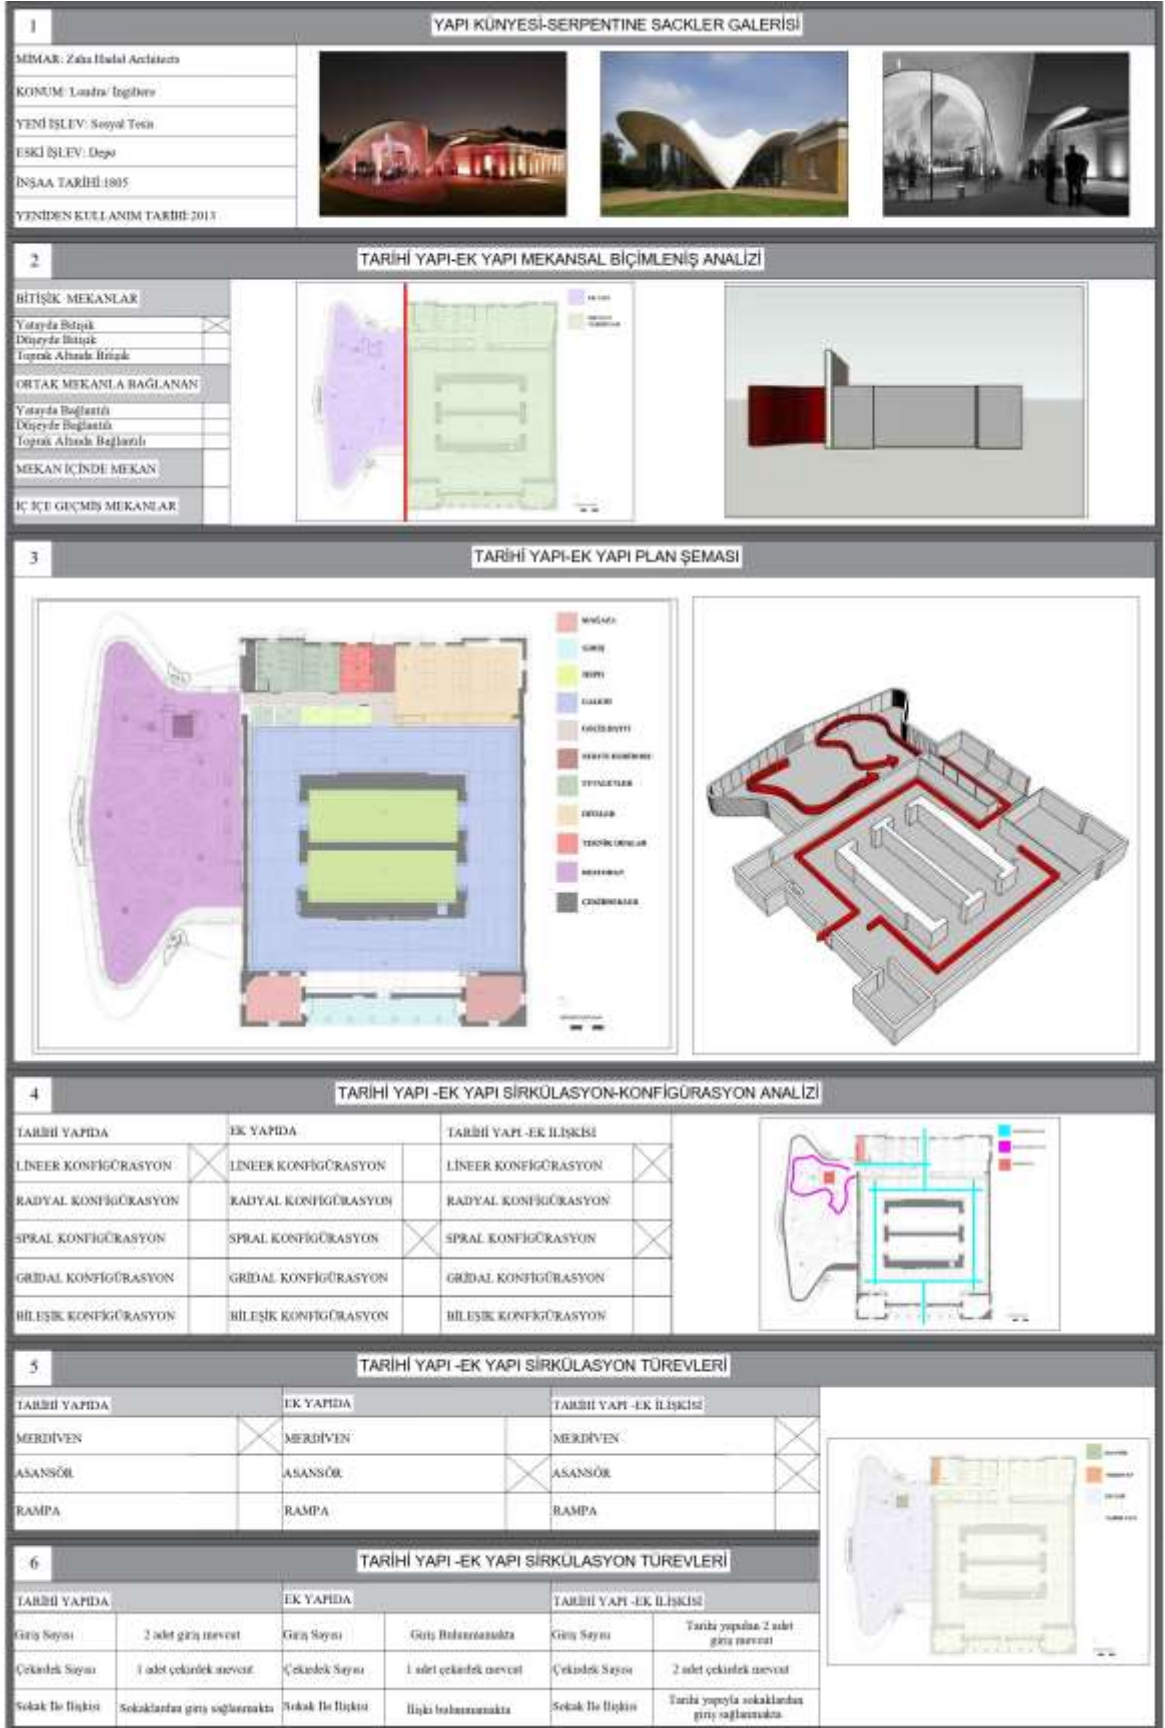 1
YAPI KÜNYESİ-SERPENTINE SACKLER GALERİSİ
MİMAR: Zaha Hadid Architects
KONUM: Londra/ İngiltere
YENİ İŞLEV: Sosyal Tesis
ESKİ İŞLEV: Depo
İNŞAA TARİHİ:1805
YENİDEN KULLANIM TARİHİ:2013
2
TARİHİ YAPI-EK YAPI MEKANSAL BİÇİMLENİŞ ANALİZİ
BİTİŞİK MEKANLAR
Yatayda Bitişik
Düşeyde Bitişik
Toprak Altında Bitişik
ORTAK MEKANLA BAĞLANAN
Yatayda Bağlantılı
Düşeyde Bağlantılı
Toprak Altında Bağlantılı
MEKAN İÇİNDE MEKAN
İÇ İÇE GEÇMİŞ MEKANLAR
EK YAPI
3
TARİHİ YAPI-EK YAPI PLAN ŞEMASI
MAĞAZA
GİRİŞ
DEPO
GALERİ
TUVALETLER
OFİSLER
TEKNİK ODALAR
RESTORAN
4
TARİHİ YAPI -EK YAPI SİRKÜLASYON-KONFİGÜRASYON ANALİZİ
TARİHİ YAPIDA EK YAPIDA TARİHİ YAPI -EK İLİŞKİSİ
LİNEER KONFİGÜRASYON LİNEER KONFİGÜRASYON LİNEER KONFİGÜRASYON
RADYAL KONFİGÜRASYON RADYAL KONFİGÜRASYON RADYAL KONFİGÜRASYON
SPRAL KONFİGÜRASYON SPRAL KONFİGÜRASYON SPRAL KONFİGÜRASYON
GRİDAL KONFİGÜRASYON GRİDAL KONFİGÜRASYON GRİDAL KONFİGÜRASYON
BİLEŞİK KONFİGÜRASYON BİLEŞİK KONFİGÜRASYON BİLEŞİK KONFİGÜRASYON
5
TARİHİ YAPI -EK YAPI SİRKÜLASYON TÜREVLERİ
TARİHİ YAPIDA EK YAPIDA TARİHİ YAPI -EK İLİŞKİSİ
MERDİVEN MERDİVEN MERDİVEN
ASANSÖR ASANSÖR ASANSÖR
RAMPA RAMPA RAMPA
6
TARİHİ YAPI -EK YAPI SİRKÜLASYON TÜREVLERİ
TARİHİ YAPIDA EK YAPIDA TARİHİ YAPI -EK İLİŞKİSİ
Giriş Sayısı 2 adet giriş mevcut Giriş Sayısı Giriş Bulunmamakta Giriş Sayısı Tarihi yapıdan 2 adet
giriş mevcut
Çekirdek Sayısı 1 adet çekirdek mevcut Çekirdek Sayısı 1 adet çekirdek mevcut Çekirdek Sayısı 2 adet çekirdek mevcut
Sokak İle İlişkisi Sokaklardan giriş sağlanmakta Sokak İle İlişkisi İlişki bulunmamakta Sokak İle İlişkisi Tarihi yapıyla sokaklardan
giriş sağlanmakta